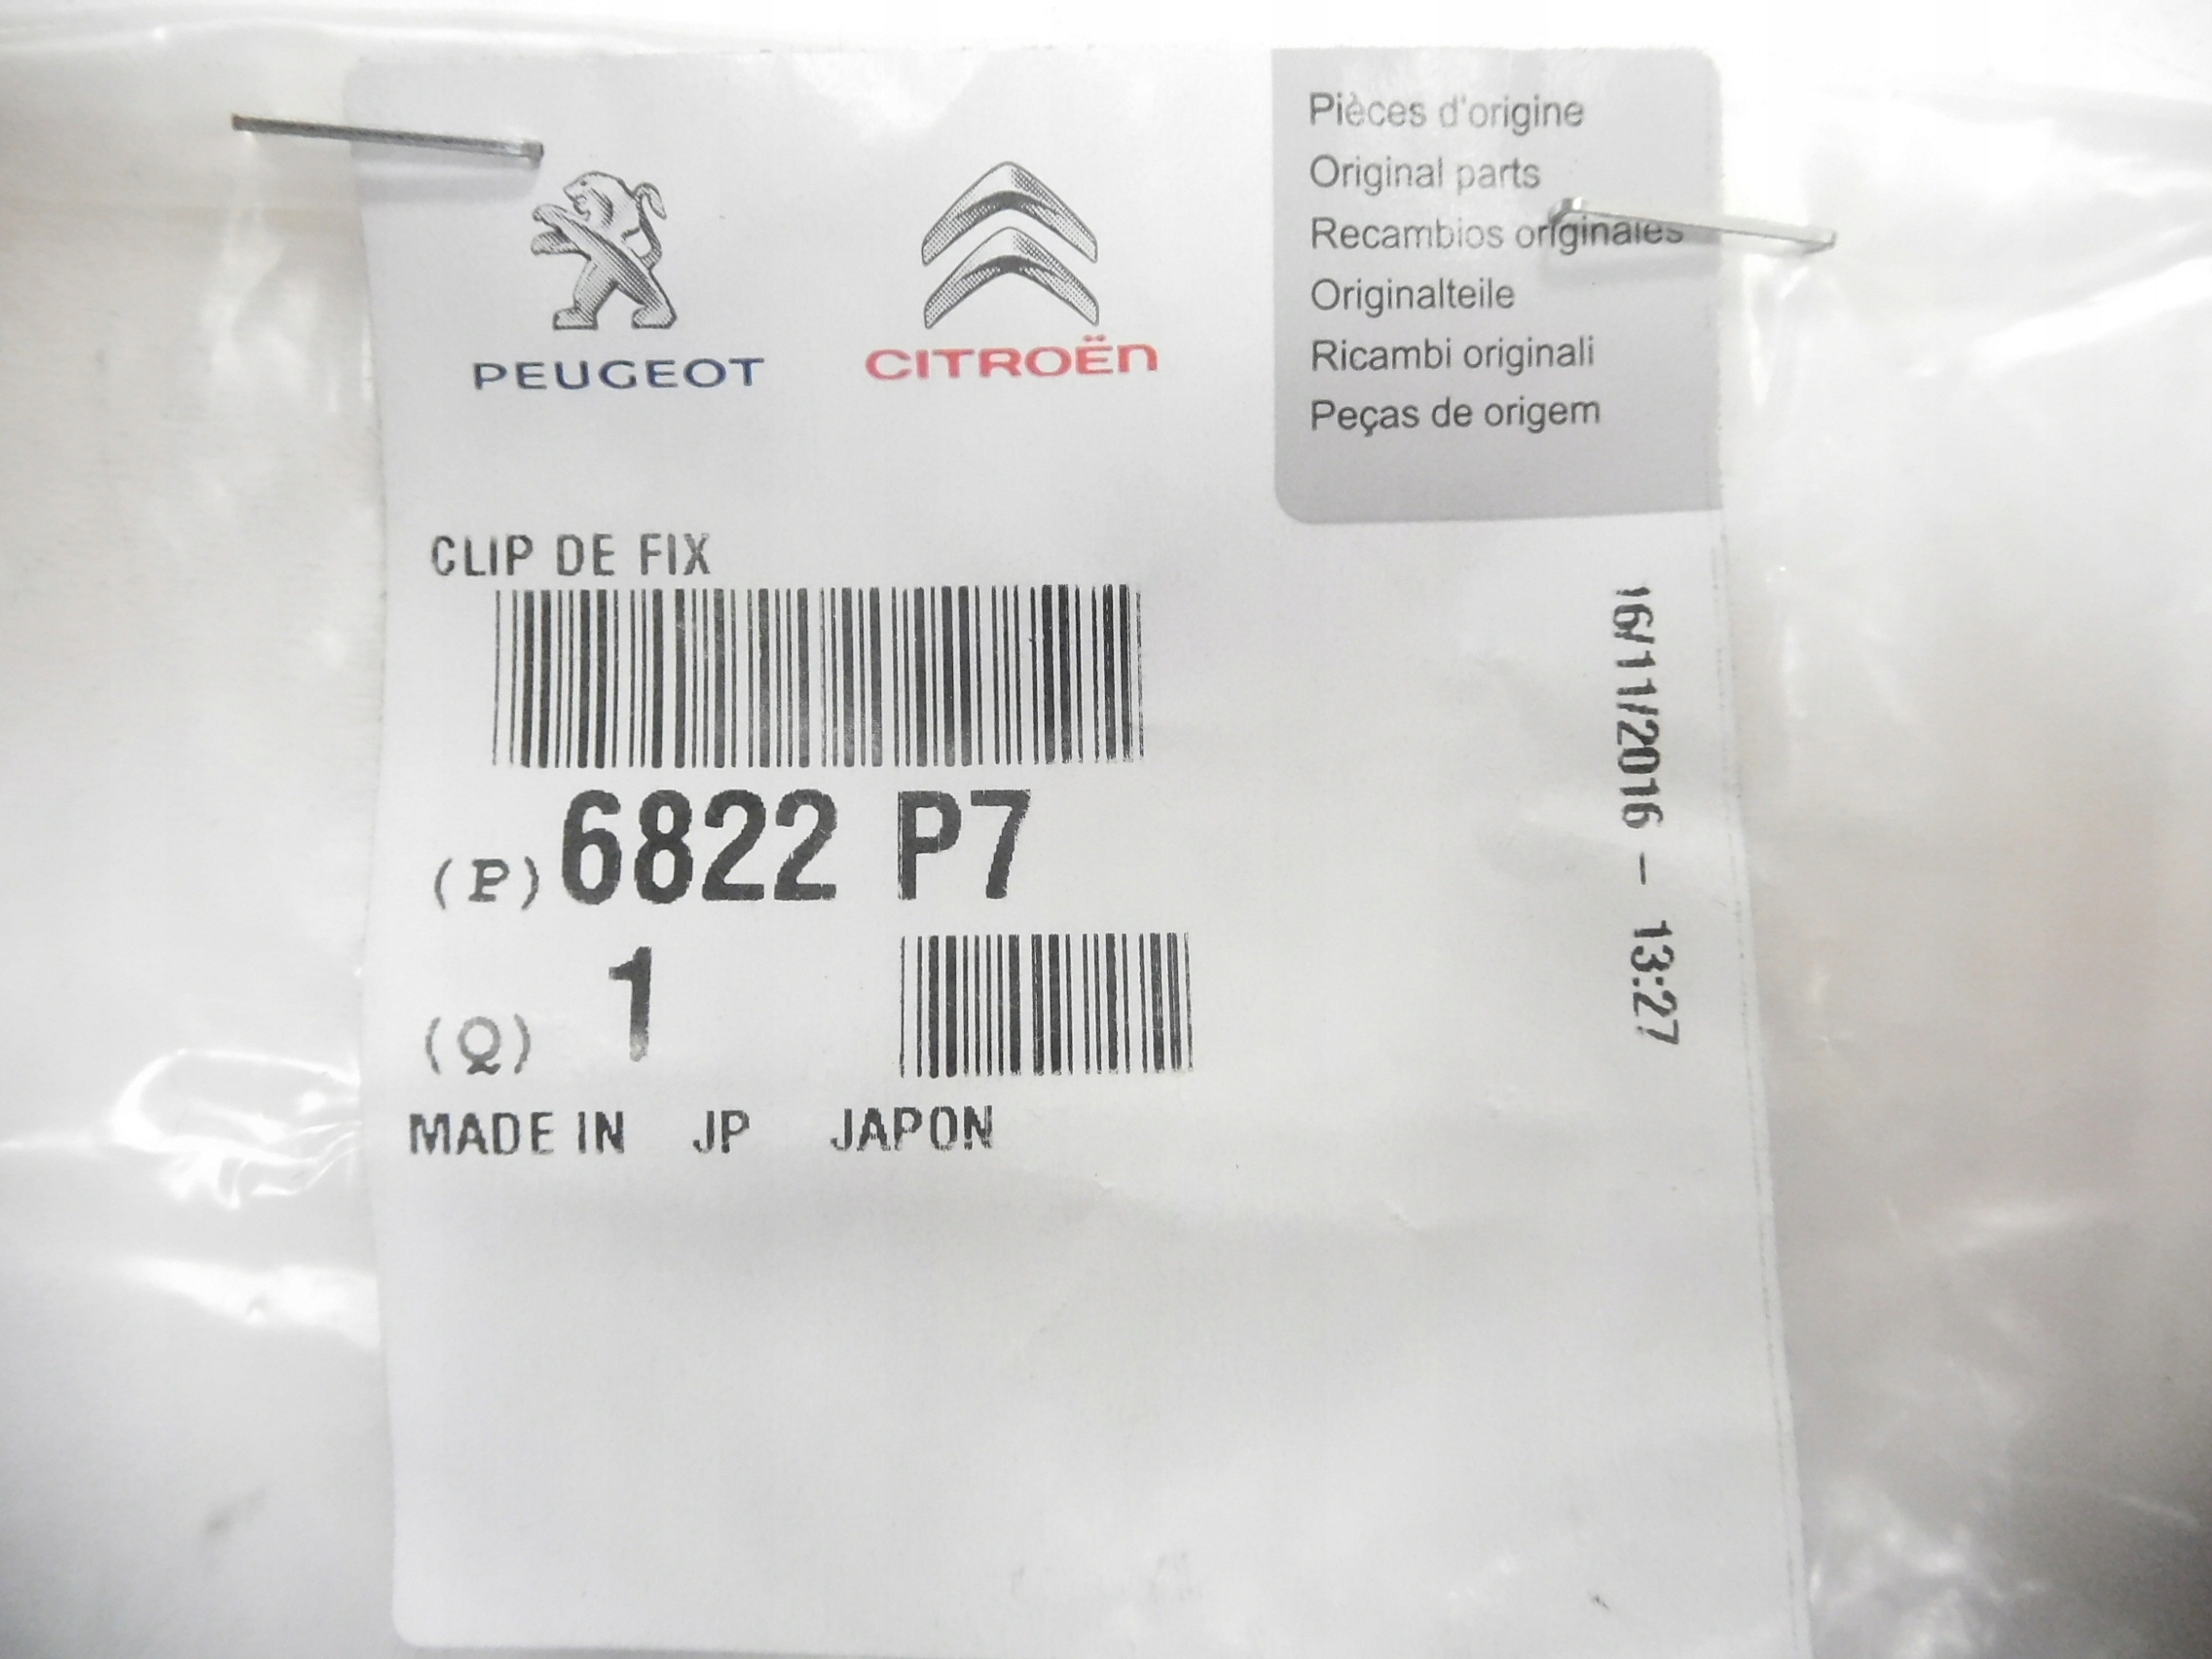 PEUGEOT
CITROËN
Pièces d'origine
Original parts
Recambios originales
Originalteile
Ricambi originali
Peças de origem
CLIP DE FIX
(P) 6822 P7
(Q) 1
MADE IN JP JAPON
16/11/2016 - 13:27